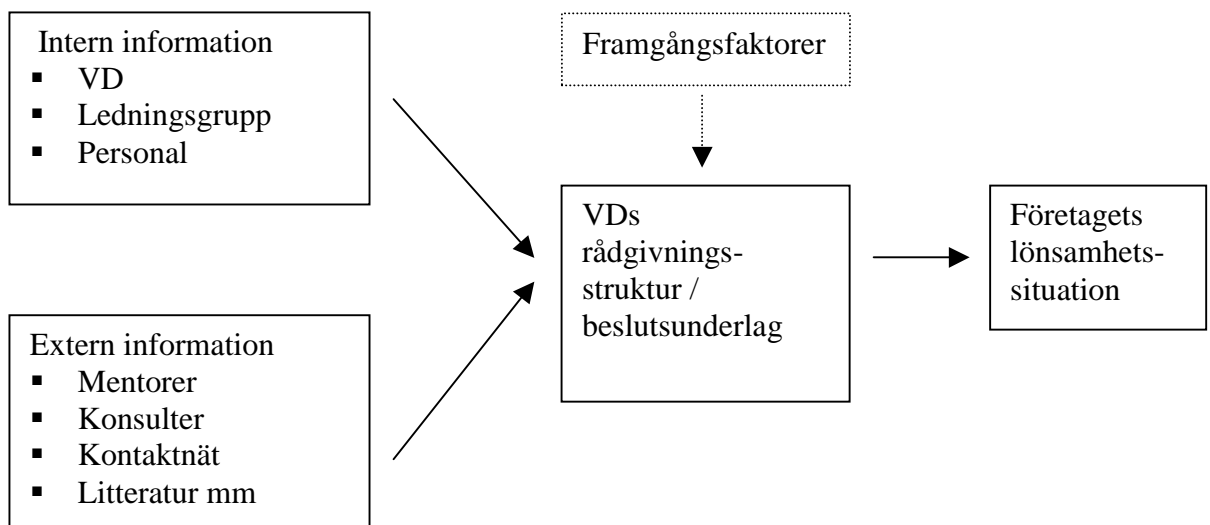 Intern information
▪ VD
▪ Ledningsgrupp
▪ Personal
Framgångsfaktorer
Extern information
▪ Mentorer
▪ Konsulter
▪ Kontaktnät
▪ Litteratur mm
VDs
rådgivnings-
struktur /
beslutsunderlag
Företagets
lönsamhets-
situation